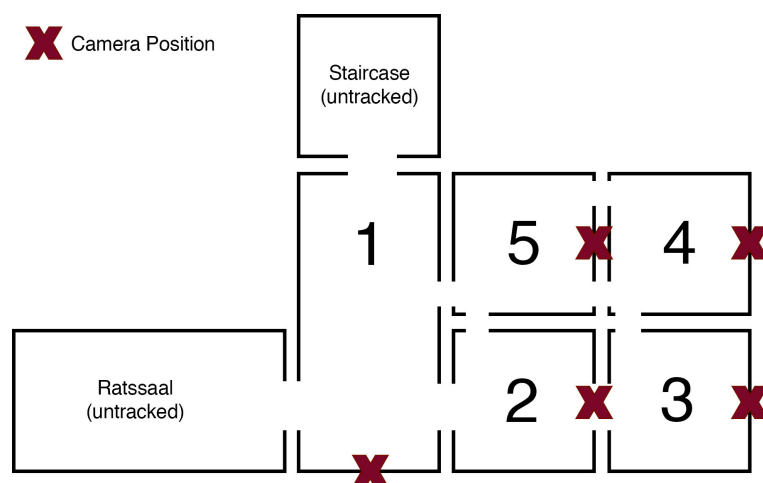 Camera Position
Staircase
(untracked)
1
5
4
Ratssaal
(untracked)
2
3